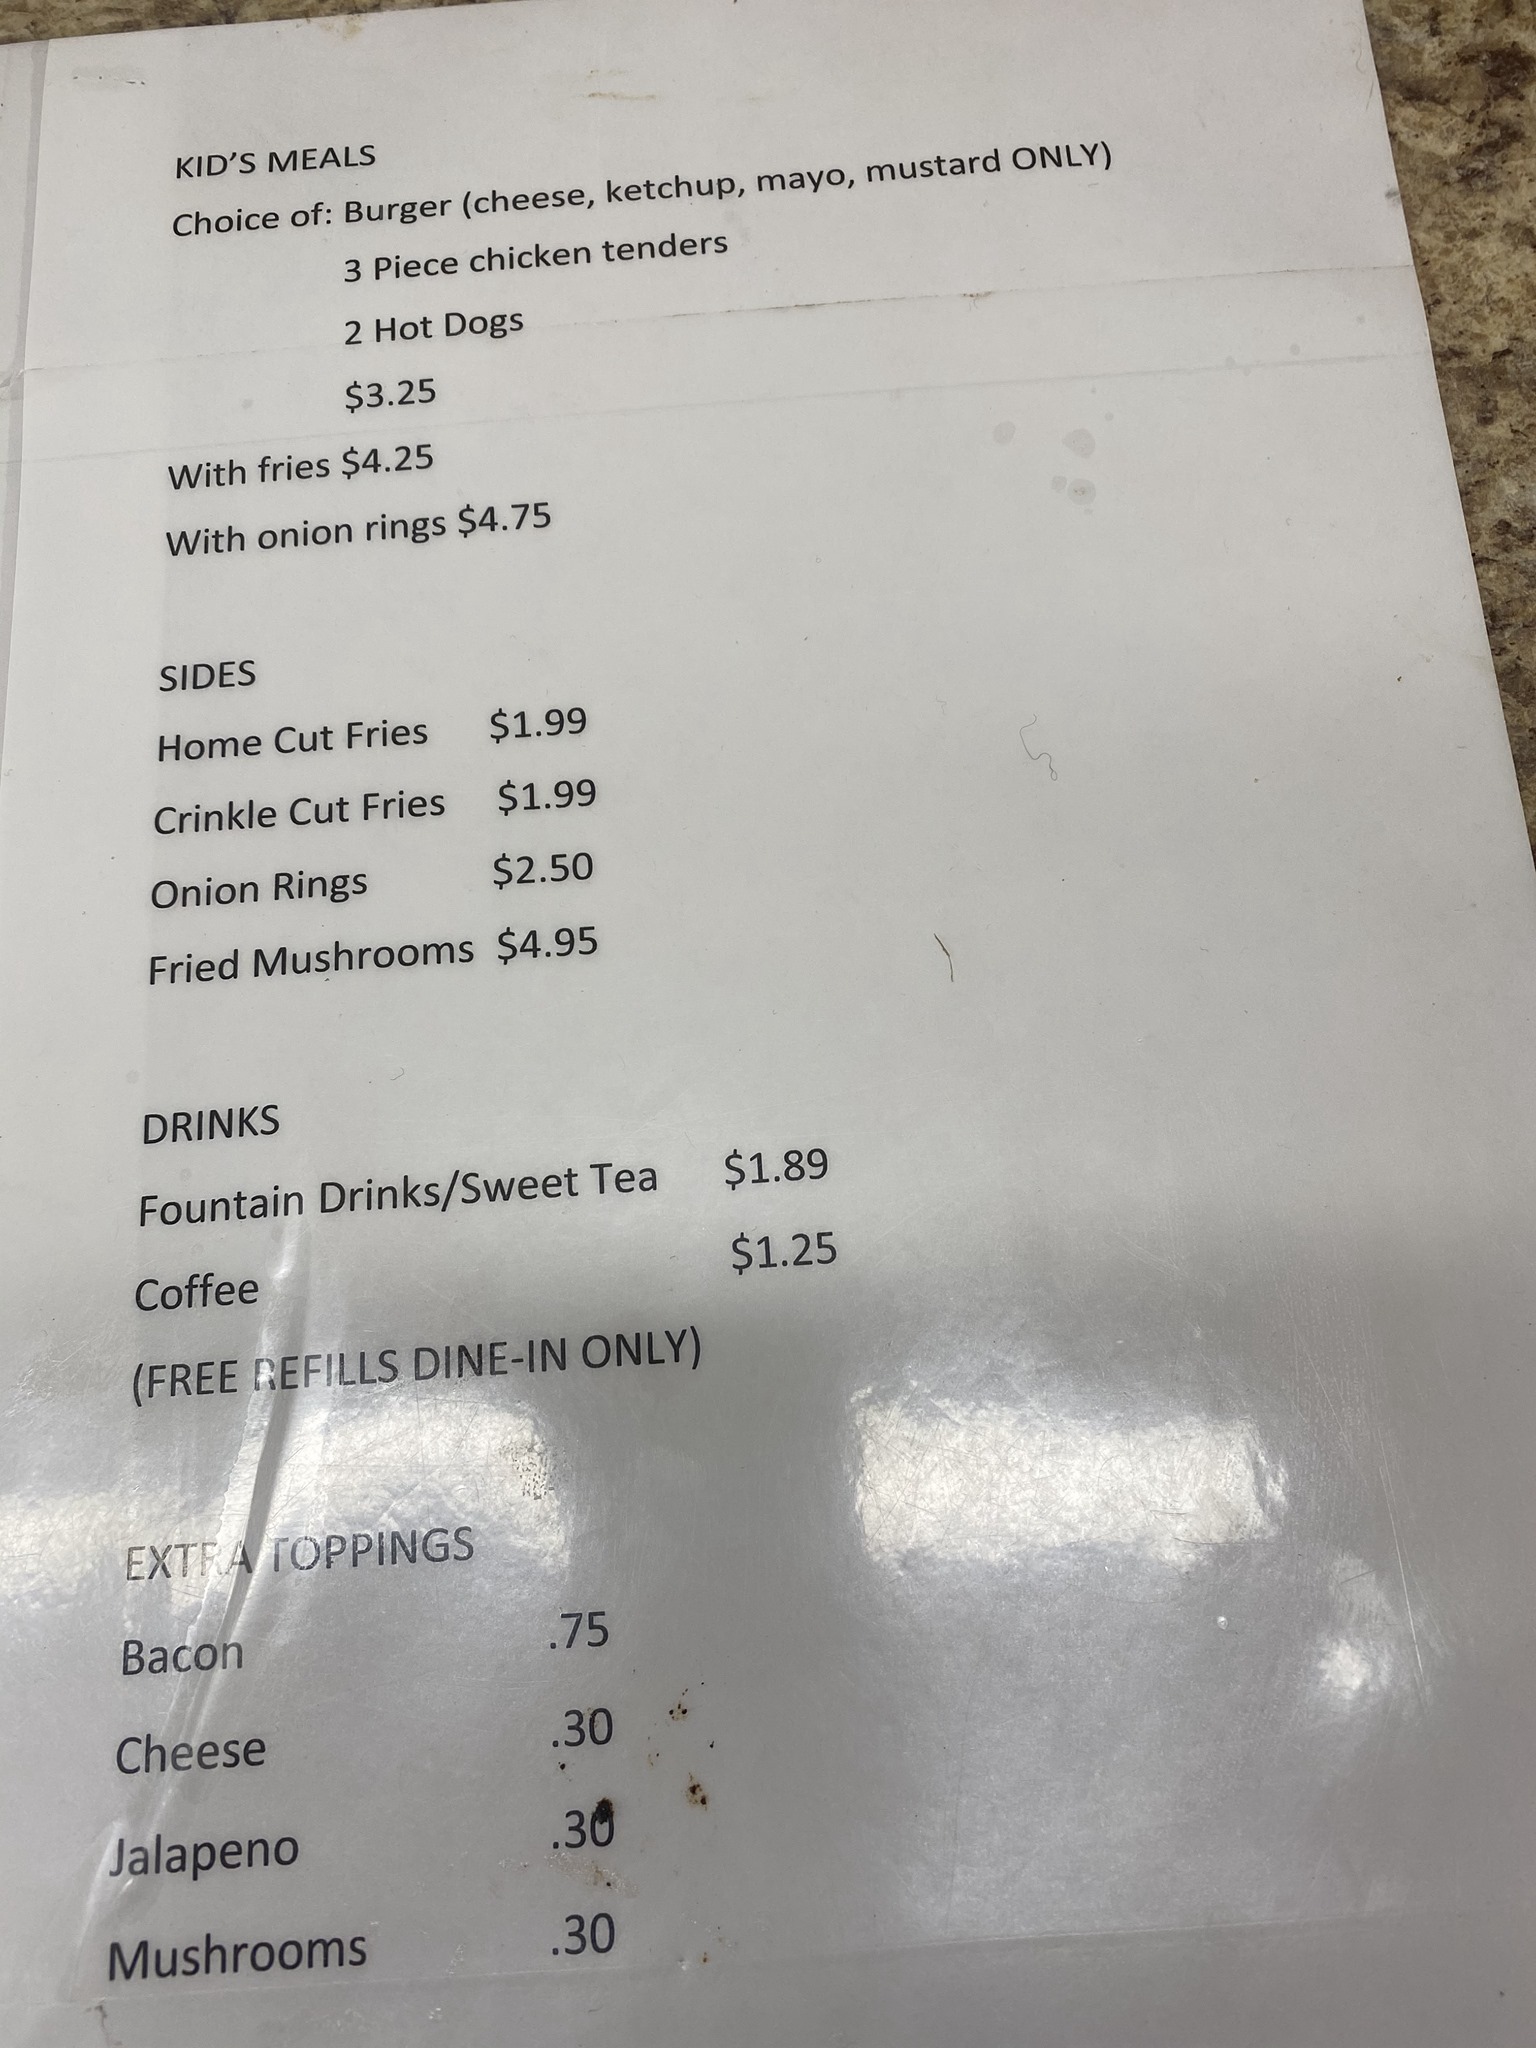 KID'S MEALS
Choice of: Burger (cheese, ketchup, mayo, mustard ONLY)
3 Piece chicken tenders
2 Hot Dogs
$3.25
With fries $4.25
With onion rings $4.75
SIDES
Home Cut Fries $1.99
Crinkle Cut Fries $1.99
Onion Rings $2.50
Fried Mushrooms $4.95
DRINKS
Fountain Drinks/Sweet Tea $1.89
Coffee $1.25
(FREE REFILLS DINE-IN ONLY)
EXTRA TOPPINGS
Bacon .75
Cheese .30
Jalapeno .30
Mushrooms .30